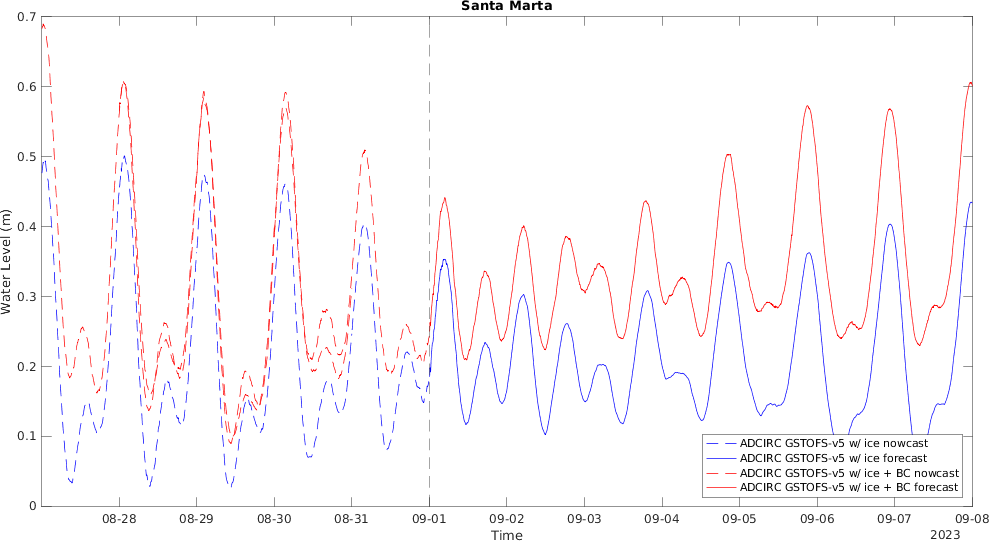 Santa Marta
0.7
0.6
0.5
0.4
0.3
0.2
0.1
0
Water Level (m)
ADCIRC GSTOFS-v5 w/ ice nowcast
ADCIRC GSTOFS-v5 w/ ice forecast
ADCIRC GSTOFS-v5 w/ ice + BC nowcast
ADCIRC GSTOFS-v5 w/ ice + BC forecast
08-28 08-29 08-30 08-31 09-01 09-02 09-03 09-04 09-05 09-06 09-07 09-08
Time
2023